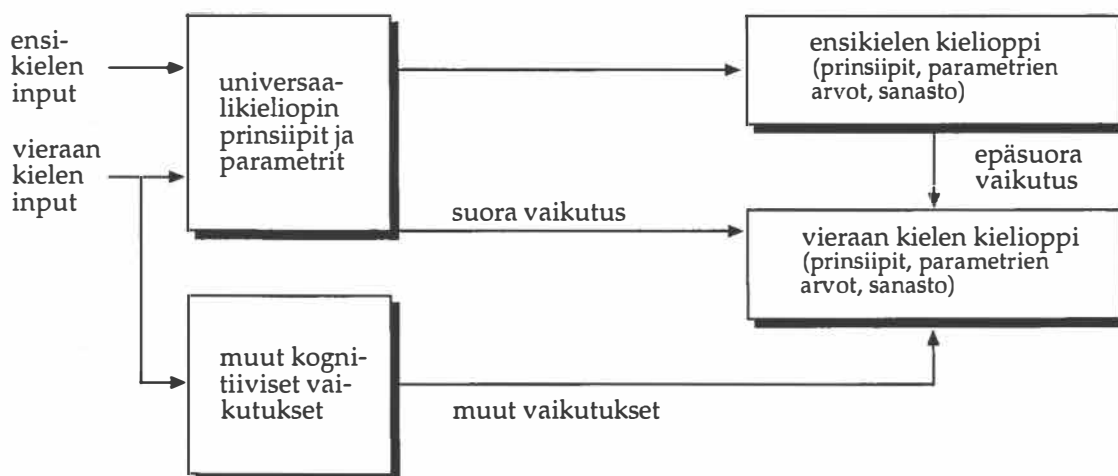 ensi-
kielen
input
vieraan
kielen
input
universaa-
likieliopin
prinsiipit ja
parametrit
muut kogni-
tiiviset vai-
kutukset
suora vaikutus
muut vaikutukset
ensikielen kielioppi
(prinsiipit, parametrien
arvot, sanasto)
epäsuora
vaikutus
vieraan kielen kielioppi
(prinsiipit, parametrien
arvot, sanasto)